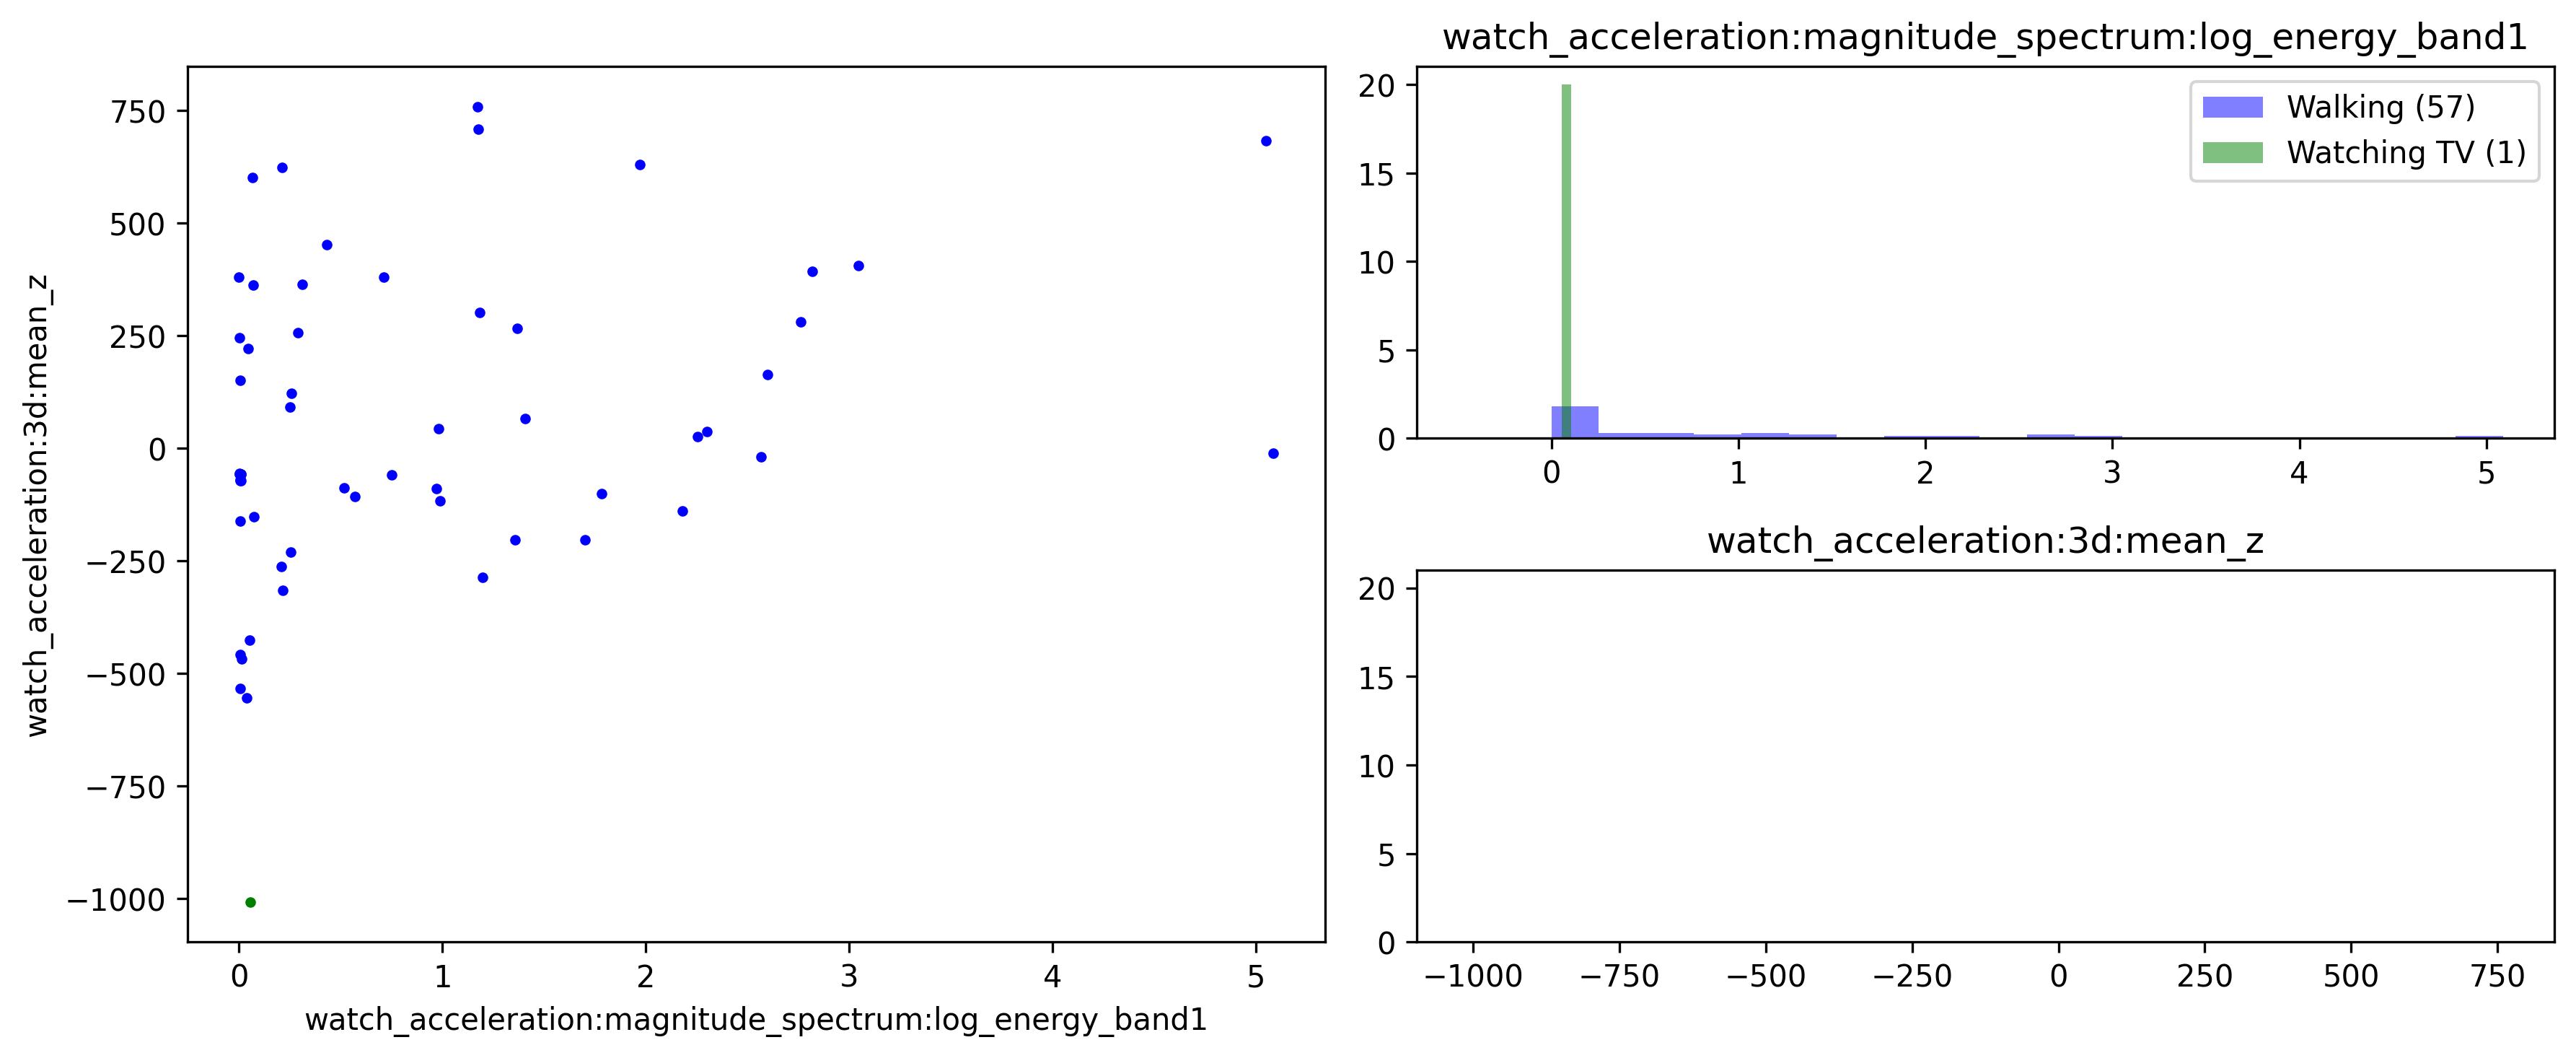 watch_acceleration:3d:mean_z
750
500
250
0
−250
−500
−750
−1000
0 1 2 3 4 5
watch_acceleration:magnitude_spectrum:log_energy_band1
watch_acceleration:magnitude_spectrum:log_energy_band1
20
15
10
5
0
Walking (57)
Watching TV (1)
0 1 2 3 4 5
watch_acceleration:3d:mean_z
20
15
10
5
0
−1000 −750 −500 −250 0 250 500 750